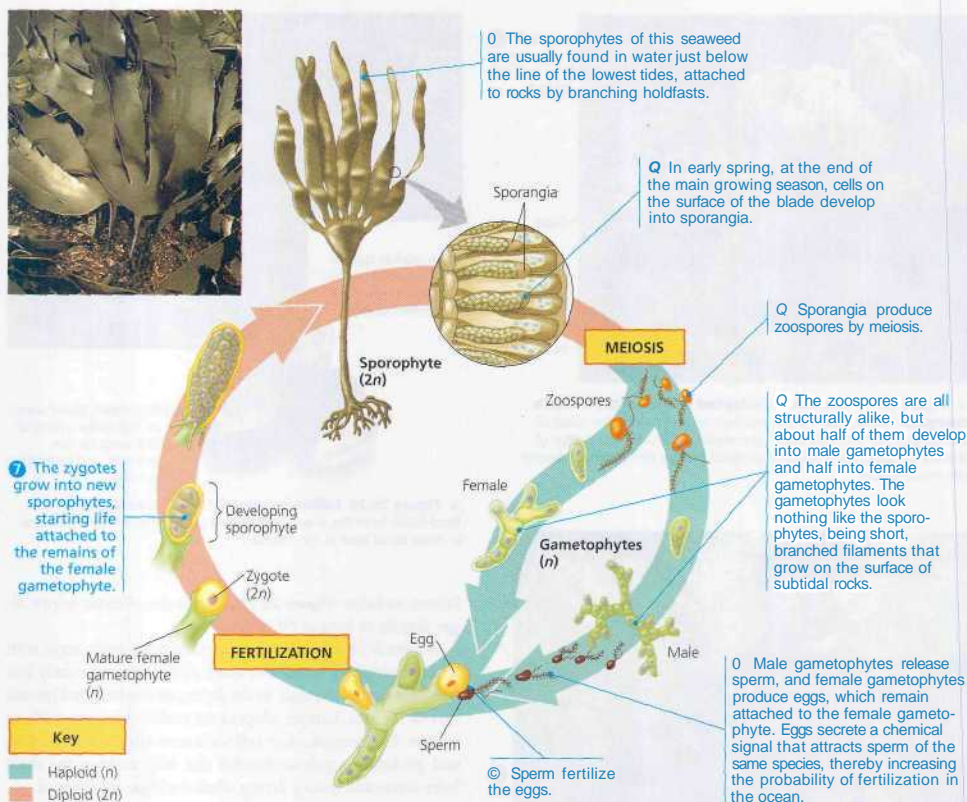 0 The sporophytes of this seaweed
are usually found in water just below
the line of the lowest tides, attached
to rocks by branching holdfasts.
Q In early spring, at the end of
the main growing season, cells on
the surface of the blade develop
into sporangia.
Sporangia
Q Sporangia produce
zoospores by meiosis.
MEIOSIS
Sporophyte
(2n)
Zoospores
Q The zoospores are all
structurally alike, but
about half of them develop
into male gametophytes
and half into female
gametophytes. The
gametophytes look
nothing like the sporo-
phytes, being short,
branched filaments that
grow on the surface of
subtidal rocks.
7 The zygotes
grow into new
sporophytes,
starting life
attached to
the remains of
the female
gametophyte.
Developing
sporophyte
Female
Gametophytes
(n)
Zygote
(2n)
Mature female
gametophyte
(n)
FERTILIZATION
Egg
Male
Sperm
0 Male gametophytes release
sperm, and female gametophytes
produce eggs, which remain
attached to the female gameto-
phyte. Eggs secrete a chemical
signal that attracts sperm of the
same species, thereby increasing
the probability of fertilization in
the ocean.
© Sperm fertilize
the eggs.
Key
Haploid (n)
Diploid (2n)